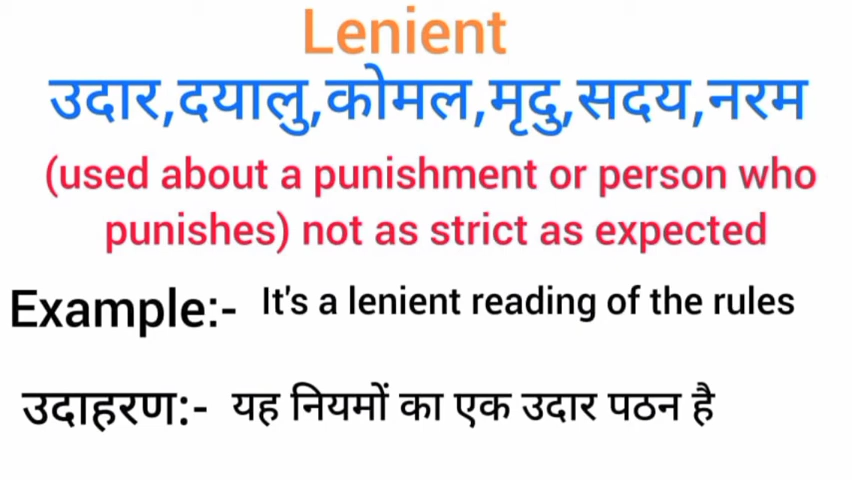 Lenient
उदार,दयालु,कोमल,मृदु,सदय,नरम
(used about a punishment or person who
punishes) not as strict as expected
Example:- It's a lenient reading of the rules
उदाहरण:- यह नियमों का एक उदार पठन है